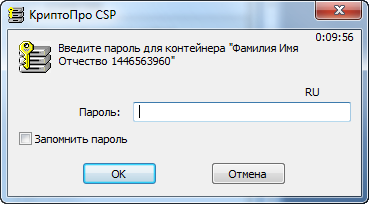 КриптоПро CSP
0:09:56
Введите пароль для контейнера "Фамилия Имя
Отчество 1446563960"
RU
Пароль:
Запомнить пароль
OK
Отмена